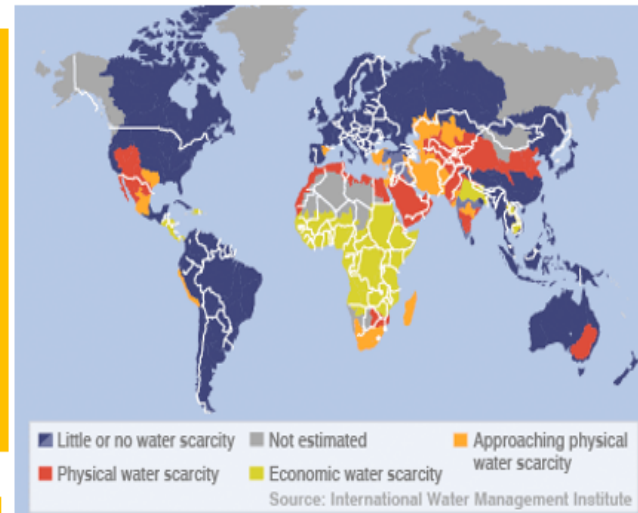 Little or no water scarcity
Not estimated
Approaching physical
water scarcity
Physical water scarcity
Economic water scarcity
Source: International Water Management Institute